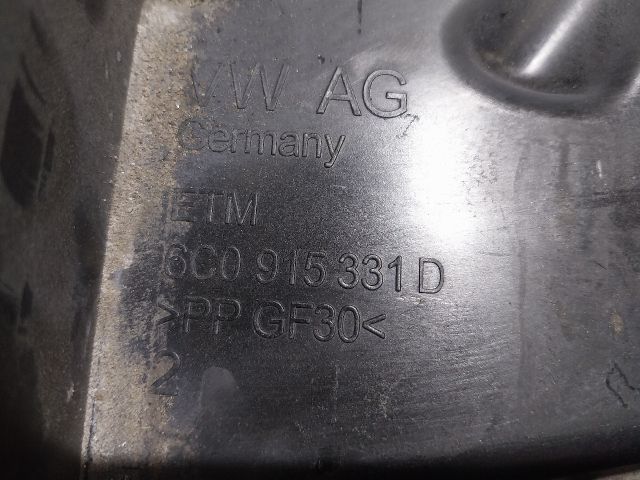 VW AG
Germany
ETM
6C0 915 331 D
>PP GF30<
2